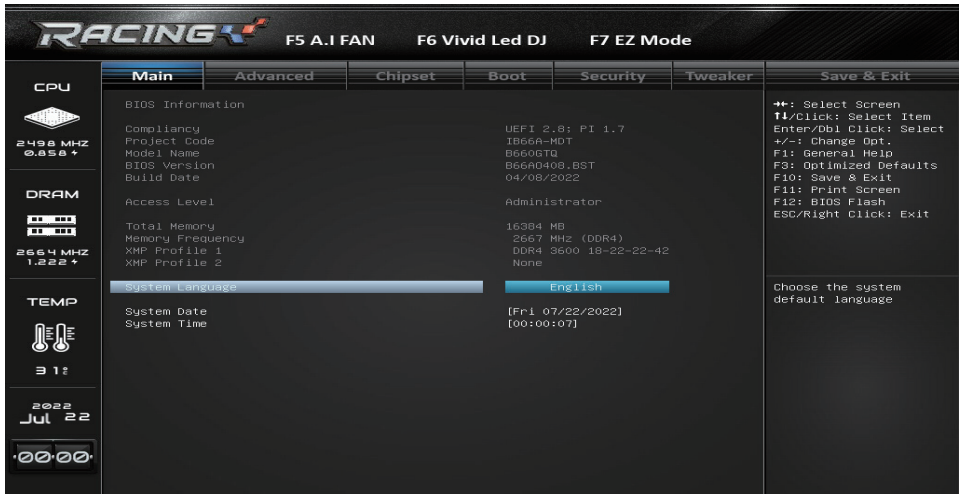 RACING
F5 A.I FAN F6 Vivid Led DJ F7 EZ Mode
Main Advanced Chipset Boot Security Tweaker Save & Exit
CPU
2498 MHZ
0.858 V
DRAM
2664 MHZ
1.222 V
TEMP
31°C
2022
Jul 22
00:00
BIOS Information
Compliancy UEFI 2.8; PI 1.7
Project Code IB66A-MDT
Model Name B660GTQ
BIOS Version B66A0408.BST
Build Date 04/08/2022
Access Level Administrator
Total Memory 16384 MB
Memory Frequency 2667 MHz (DDR4)
XMP Profile 1 DDR4 3600 18-22-22-42
XMP Profile 2 None
System Language English
System Date [Fri 07/22/2022]
System Time [00:00:07]
→←: Select Screen
↑↓/Click: Select Item
Enter/Dbl Click: Select
+/-: Change Opt.
F1: General Help
F3: Optimized Defaults
F10: Save & Exit
F11: Print Screen
F12: BIOS Flash
ESC/Right Click: Exit
Choose the system
default language